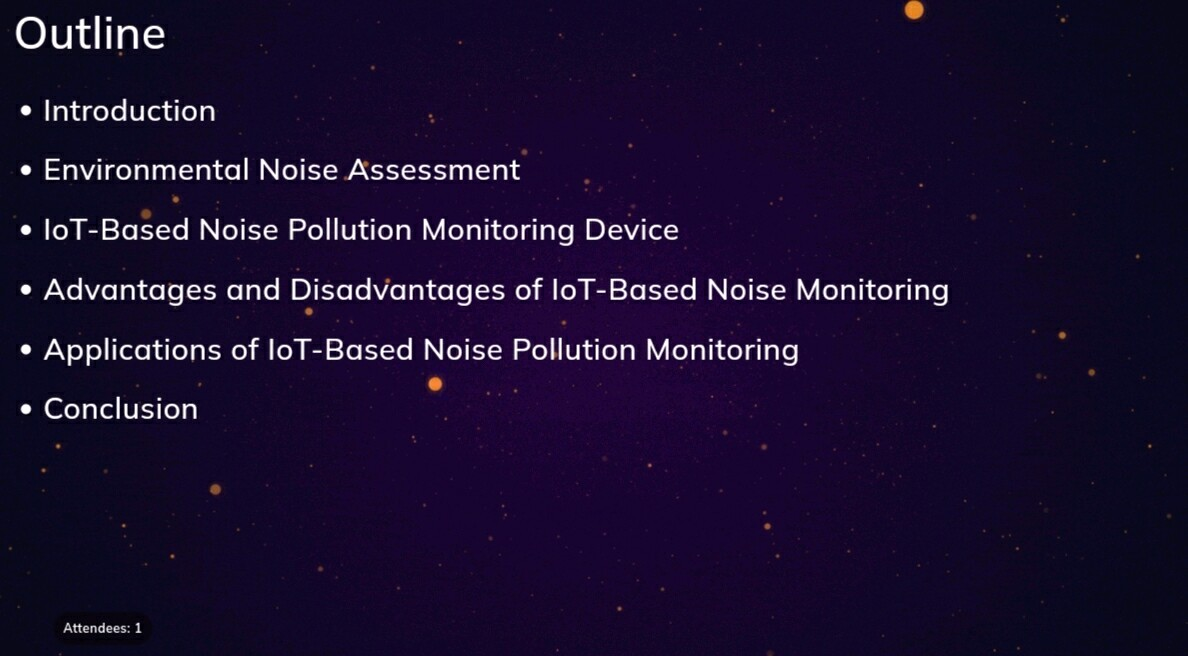 Outline
• Introduction
• Environmental Noise Assessment
• IoT-Based Noise Pollution Monitoring Device
• Advantages and Disadvantages of IoT-Based Noise Monitoring
• Applications of IoT-Based Noise Pollution Monitoring
• Conclusion
Attendees: 1